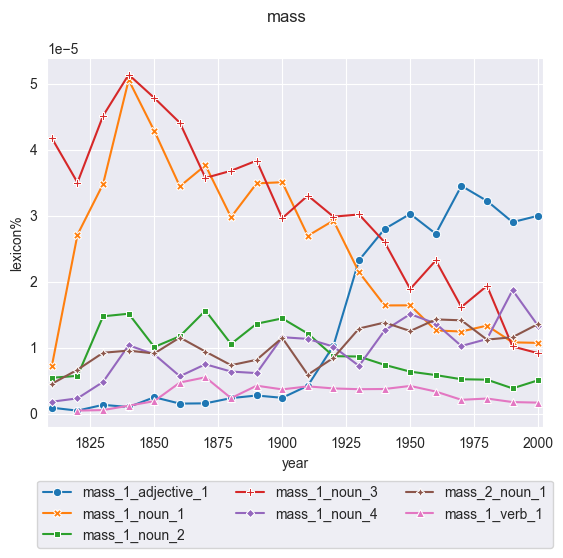 mass
1e−5
5
4
3
2
1
0
lexicon%
1825 1850 1875 1900 1925 1950 1975 2000
year
mass_1_adjective_1 mass_1_noun_3 mass_2_noun_1
mass_1_noun_1 mass_1_noun_4 mass_1_verb_1
mass_1_noun_2